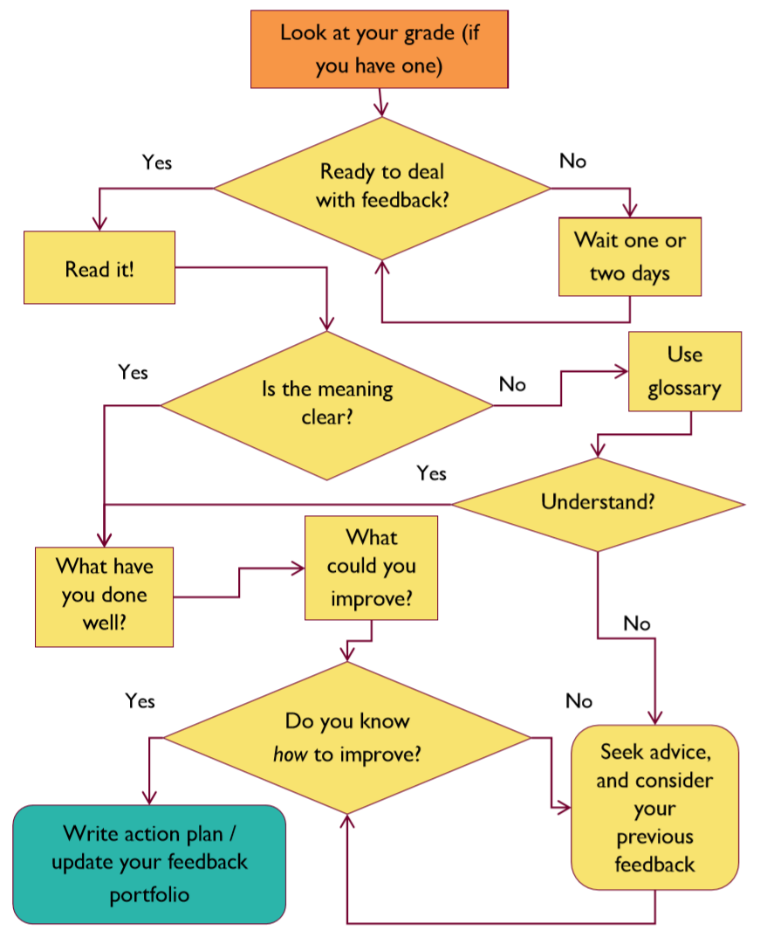 Look at your grade (if
you have one)
Yes
No
Ready to deal
with feedback?
Wait one or
two days
Read it!
Use
glossary
Yes
No
Is the meaning
clear?
Yes
Understand?
What have
you done
well?
What
could you
improve?
No
Yes
No
Do you know
how to improve?
Seek advice,
and consider
your
previous
feedback
Write action plan /
update your feedback
portfolio